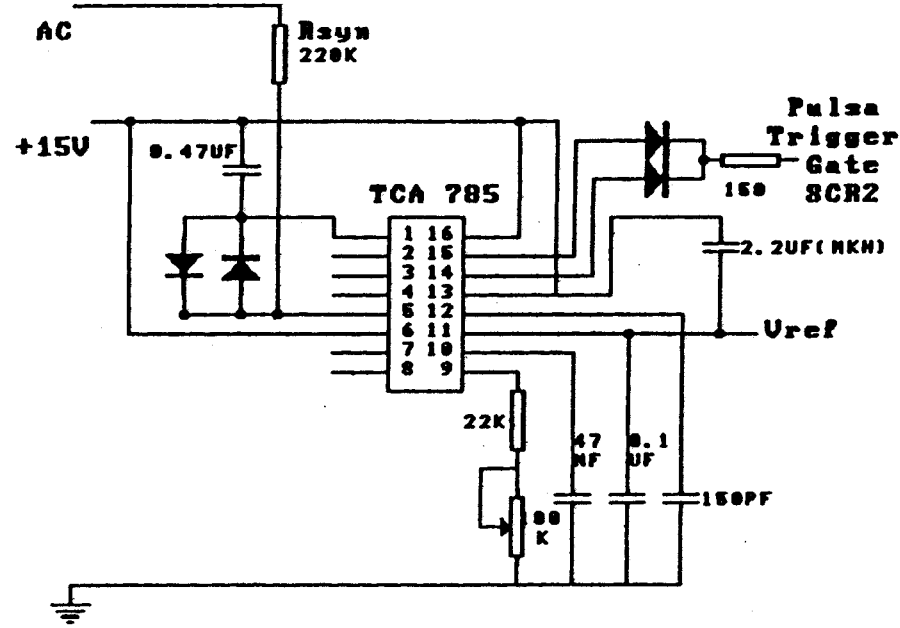 AC
Rsyn
220K
+15V
0.47UF
Pulsa
Trigger
Gate
SCR2
150
TCA 785
1 16
2 15
3 14
4 13
5 12
6 11
7 10
8 9
2.2UF(MKH)
Vref
22K
47
NF
0.1
UF
150PF
K